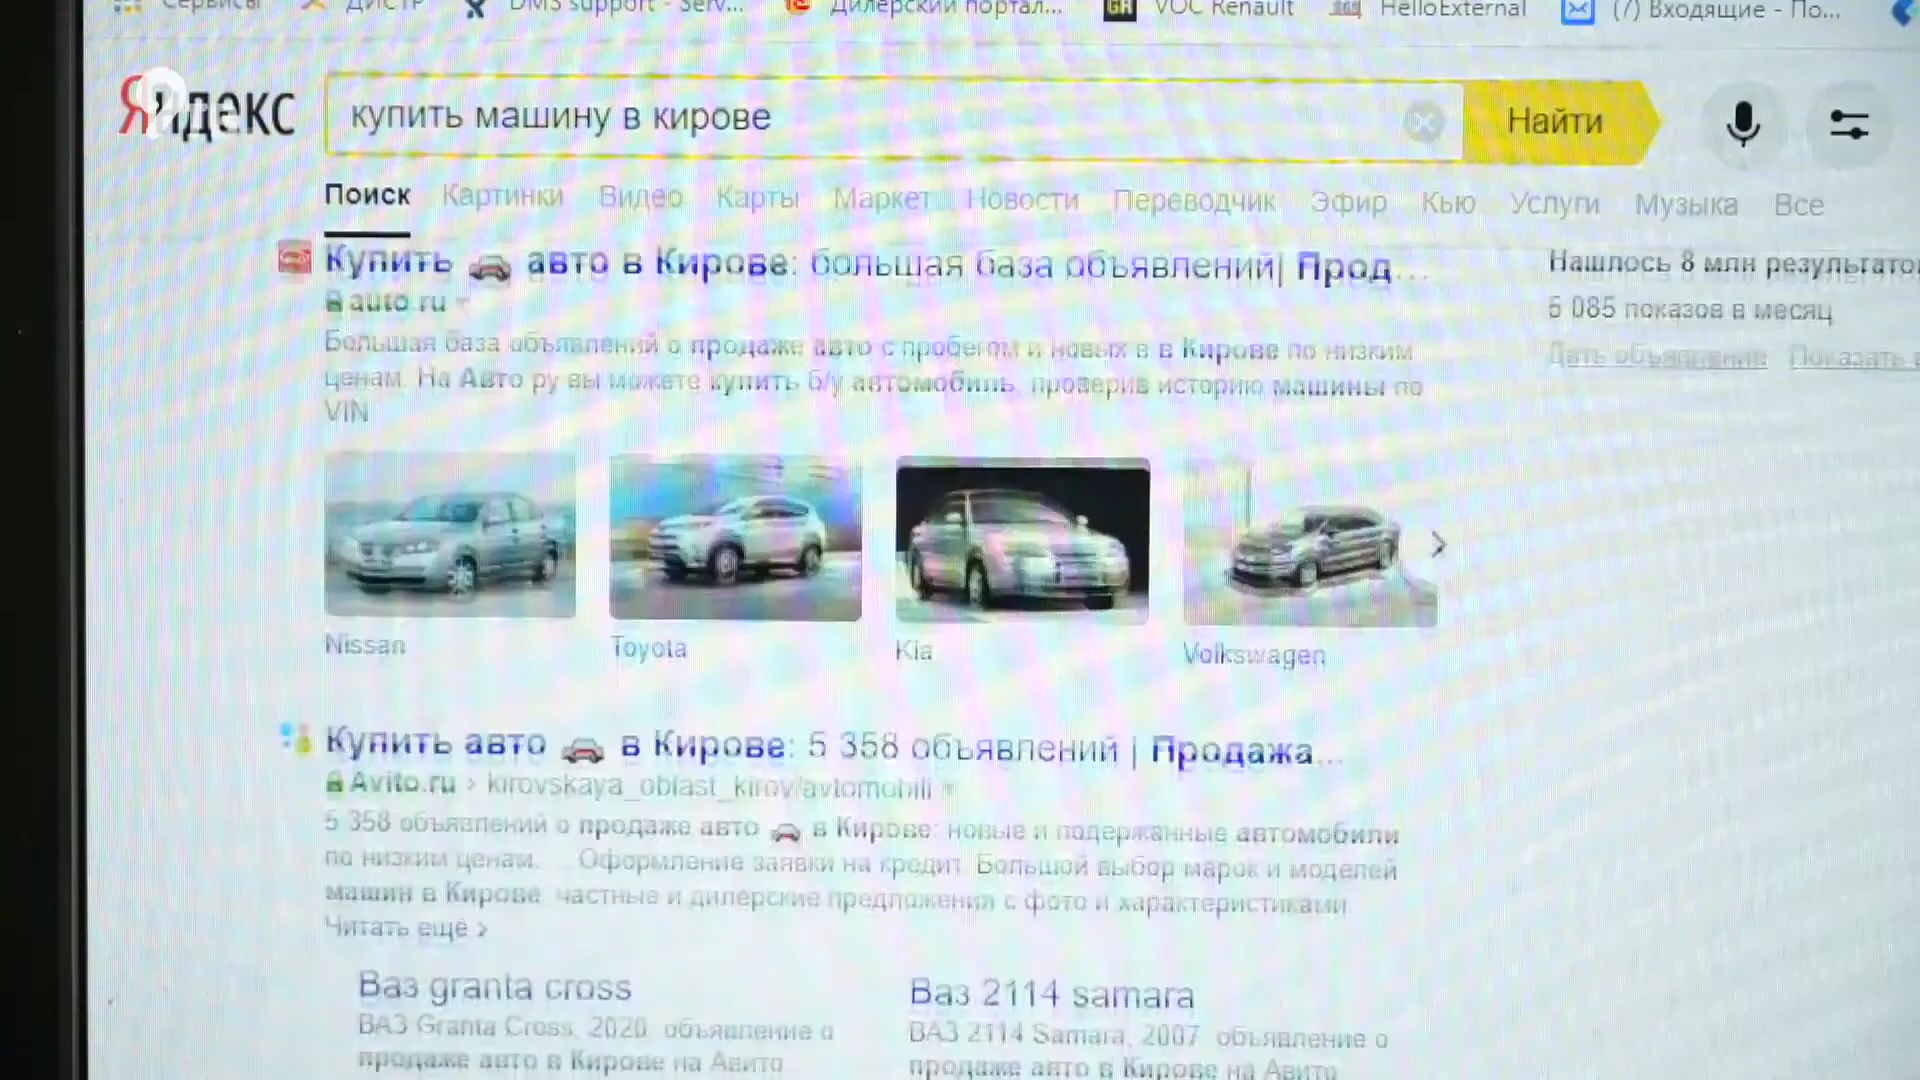 Сервисы ДИСТР DMS support - Serv... Дилерский портал... VOC Renault HelloExternal (7) Входящие - По...
Яндекс купить машину в кирове Найти
Поиск Картинки Видео Карты Маркет Новости Переводчик Эфир Кью Услуги Музыка Все
Купить авто в Кирове: большая база объявлений| Прод...
auto.ru
Большая база объявлений о продаже авто с пробегом и новых в в Кирове по низким
ценам. На Авто ру вы можете купить б/у автомобиль, проверив историю машины по
VIN
Нашлось 8 млн результатов
5 085 показов в месяц
Дать объявление Показать
Nissan Toyota Kia Volkswagen
Купить авто в Кирове: 5 358 объявлений | Продажа...
Avito.ru › kirovskaya_oblast_kirov/avtomobili
5 358 объявлений о продаже авто в Кирове: новые и подержанные автомобили
по низким ценам. ... Оформление заявки на кредит. Большой выбор марок и моделей
машин в Кирове: частные и дилерские предложения с фото и характеристиками.
Читать ещё >
Ваз granta cross
ВАЗ Granta Cross, 2020 объявление о
продаже авто в Кирове на Авито
Ваз 2114 samara
ВАЗ 2114 Samara, 2007 объявление о
продаже авто в Кирове на Авито